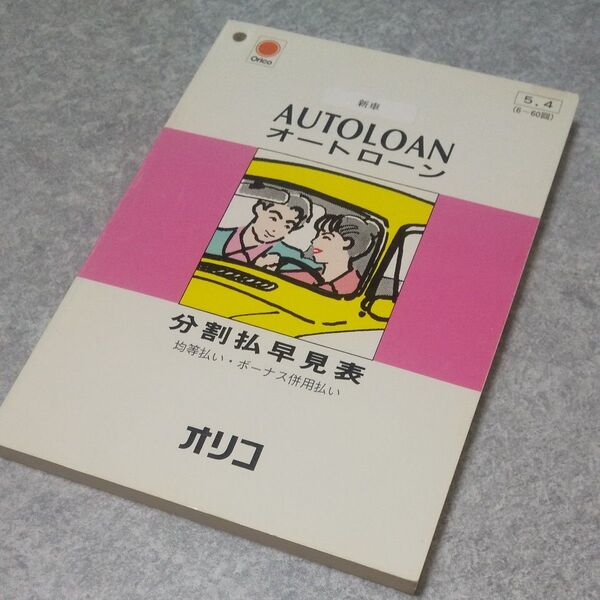 Orico
5.4
(6-60回)
新車
AUTOLOAN
オートローン
分割払早見表
均等払い・ボーナス併用払い
オリコ